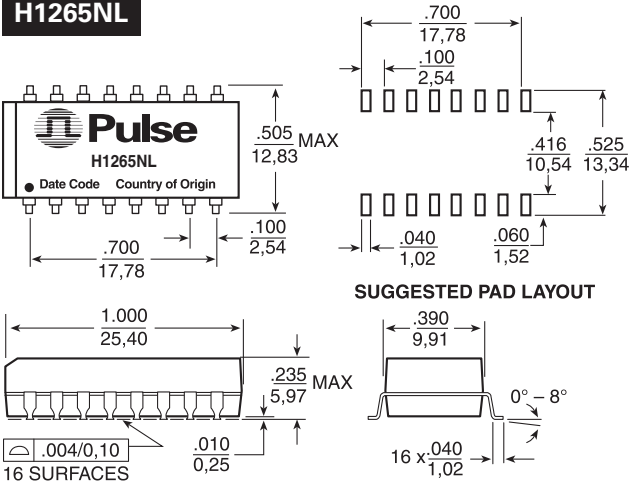 H1265NL
Pulse
H1265NL
Date Code Country of Origin
.505
12,83
MAX
.100
2,54
.700
17,78
.700
17,78
.100
2,54
.416
10,54
.525
13,34
.040
1,02
.060
1,52
SUGGESTED PAD LAYOUT
1.000
25,40
.235
5,97
MAX
.004/0,10
16 SURFACES
.010
0,25
.390
9,91
0° – 8°
16 x .040
1,02